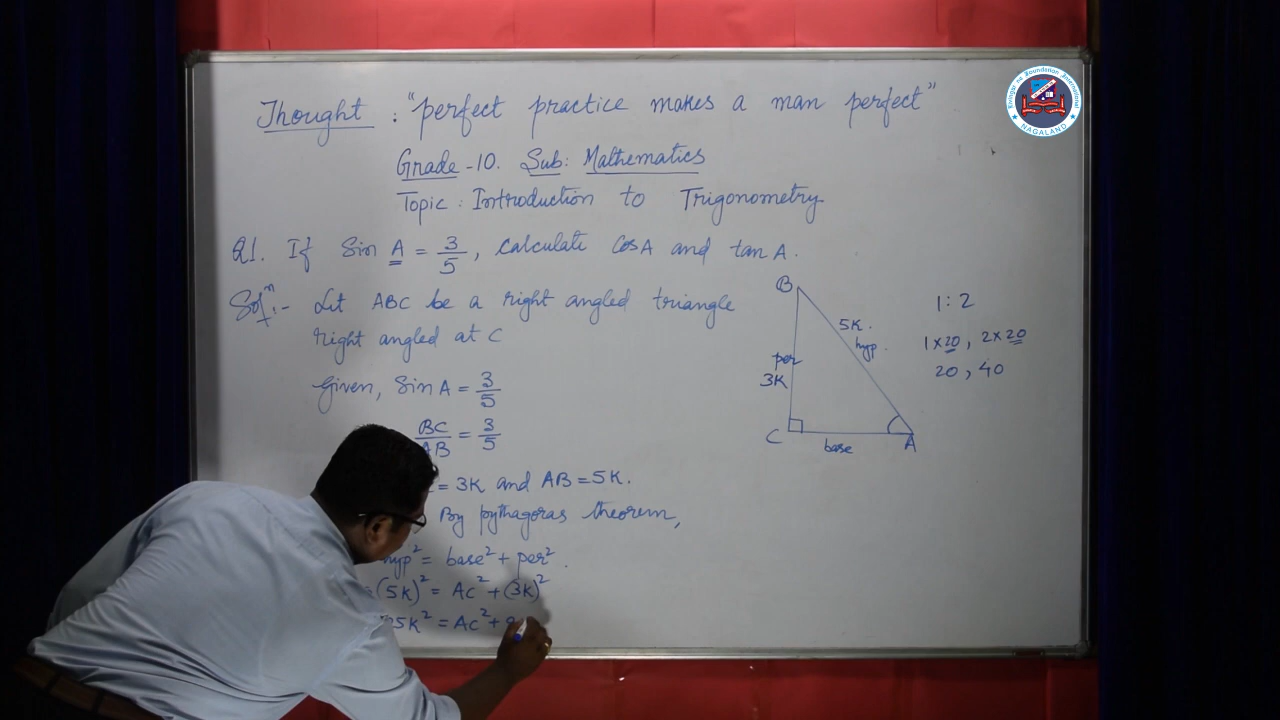 Thought : "perfect practice makes a man perfect"
Grade -10. Sub: Mathematics
Topic : Introduction to Trigonometry
Q1. If Sin A = 3/5, calculate CosA and tan A.
Solⁿ:- Let ABC be a right angled triangle
right angled at C
Given, Sin A = 3/5
BC/AB = 3/5
= 3K and AB = 5K.
By pythagoras theorem,
hyp² = base² + per².
(5K)² = AC² + (3K)²
5K² = AC² +
B
5K.
hyp.
per
3K
C
base
A
1 : 2
1 × 20 , 2 × 20
20 , 40
NAGALAND